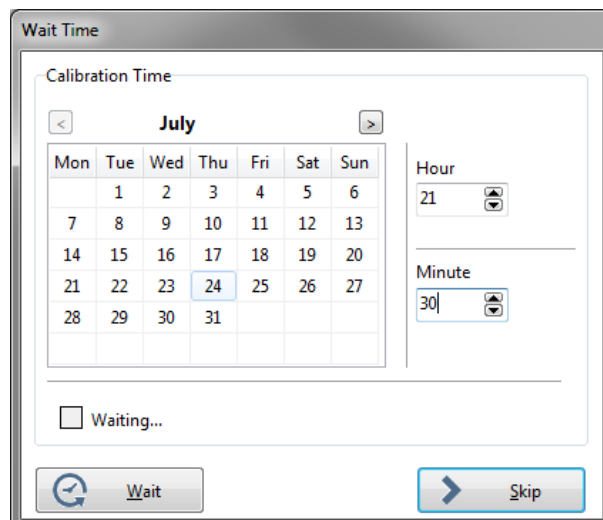 Wait Time
Calibration Time
< July >
Mon Tue Wed Thu Fri Sat Sun
1 2 3 4 5 6
7 8 9 10 11 12 13
14 15 16 17 18 19 20
21 22 23 24 25 26 27
28 29 30 31
Hour
21
Minute
30
Waiting...
Wait
Skip